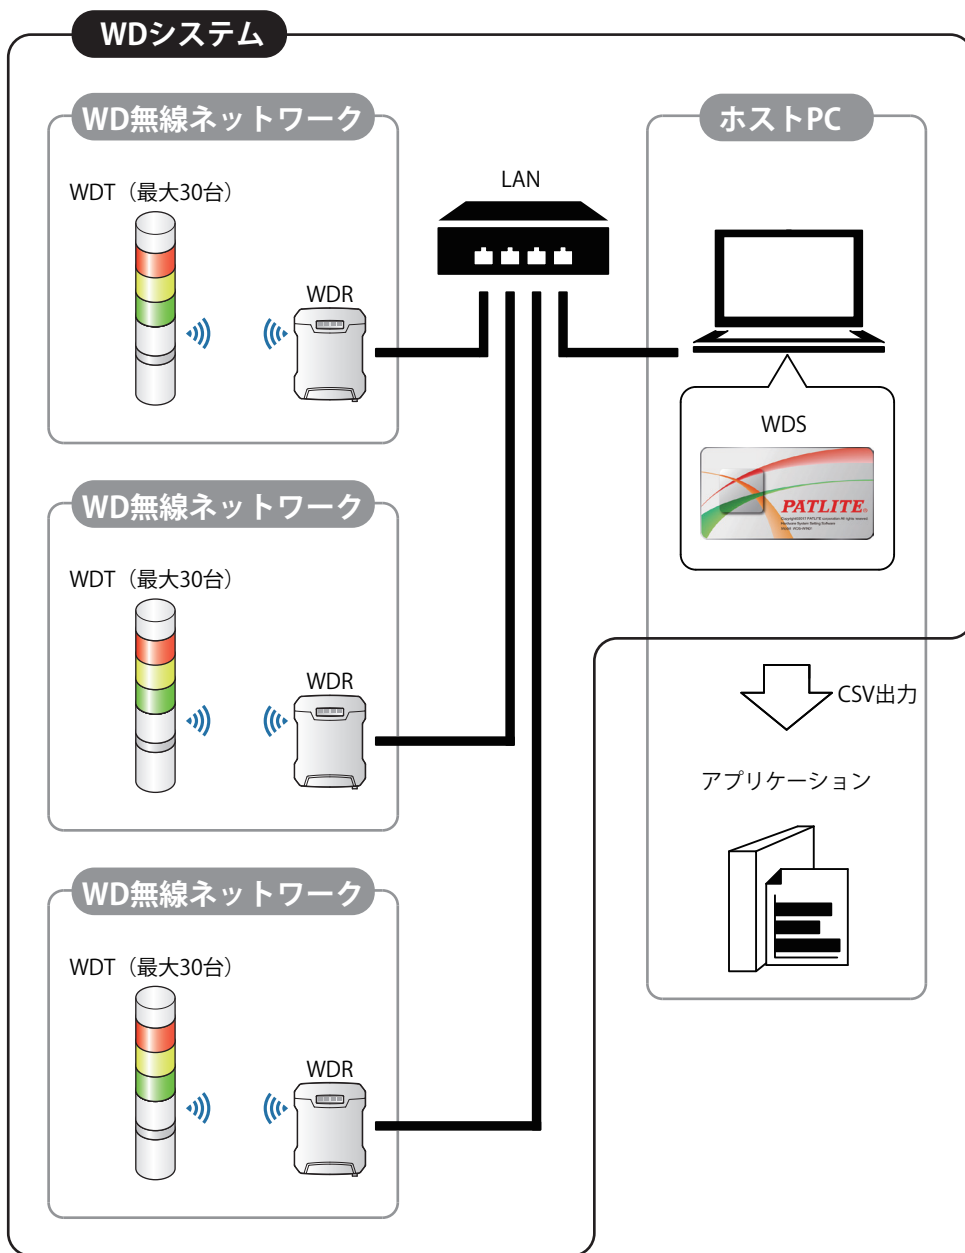 WDシステム
WD無線ネットワーク
WDT（最大30台）
WDR
LAN
ホストPC
WDS
PATLITE
WD無線ネットワーク
WDT（最大30台）
WDR
CSV出力
アプリケーション
WD無線ネットワーク
WDT（最大30台）
WDR